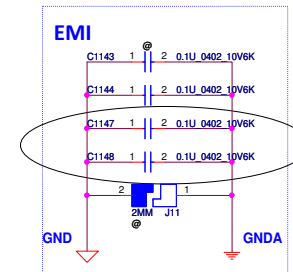 EMI
@
C1143 1 2 0.1U_0402_10V6K
C1144 1 2 0.1U_0402_10V6K
C1147 1 2 0.1U_0402_10V6K
C1148 1 2 0.1U_0402_10V6K
2 1
2MM J11
@
GND GNDA